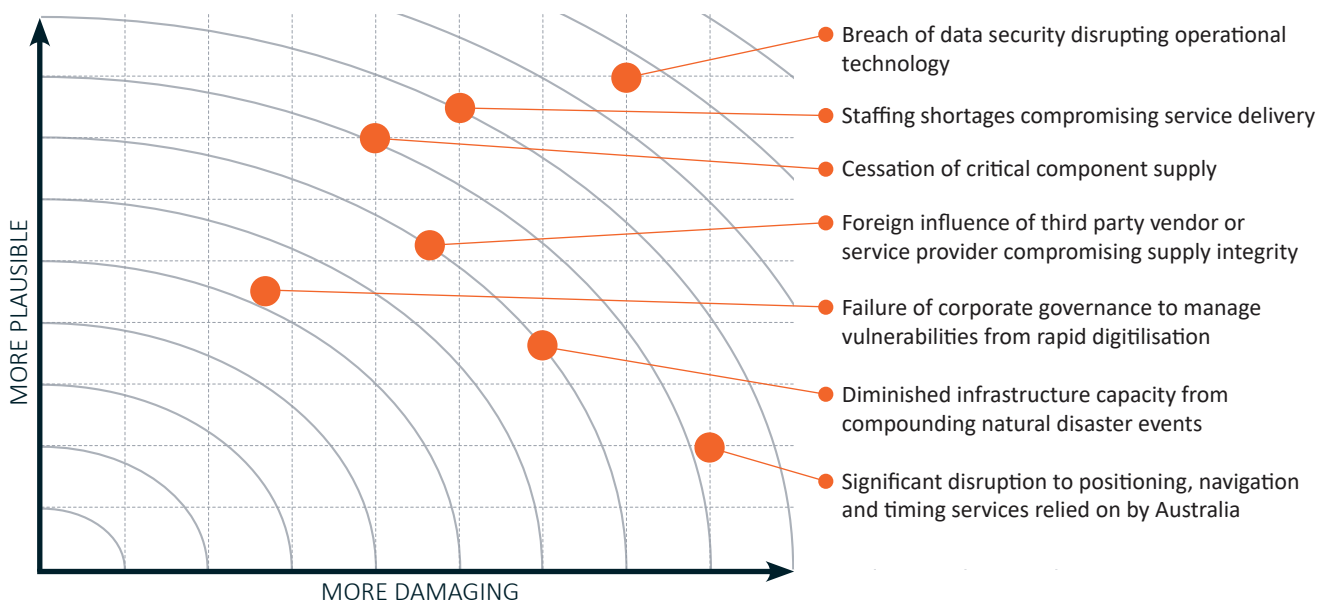 Breach of data security disrupting operational
technology
Staffing shortages compromising service delivery
Cessation of critical component supply
Foreign influence of third party vendor or
service provider compromising supply integrity
Failure of corporate governance to manage
vulnerabilities from rapid digitilisation
Diminished infrastructure capacity from
compounding natural disaster events
Significant disruption to positioning, navigation
and timing services relied on by Australia
MORE PLAUSIBLE
MORE DAMAGING